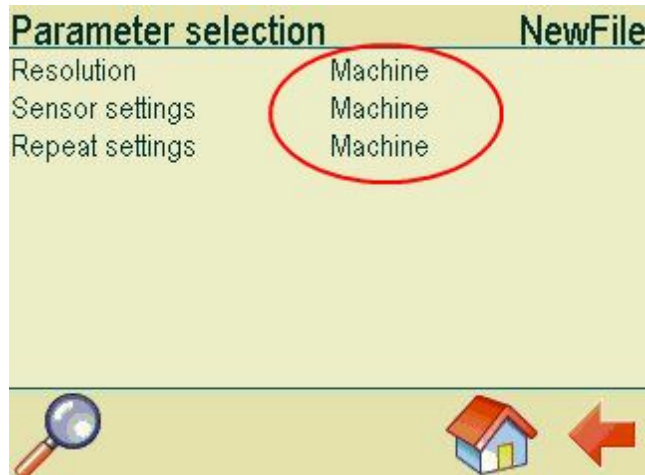 Parameter selection NewFile
Resolution Machine
Sensor settings Machine
Repeat settings Machine